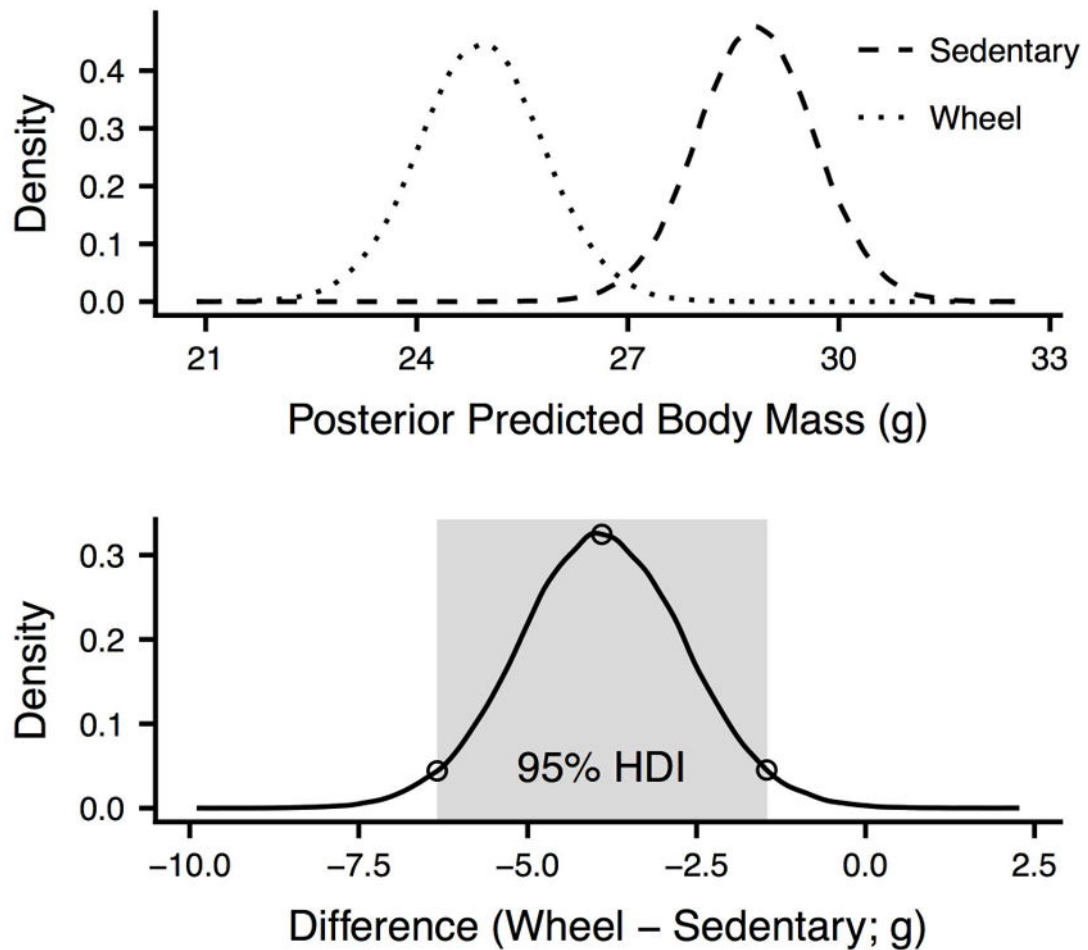 Density
0.4
0.3
0.2
0.1
0.0
Sedentary
Wheel
21 24 27 30 33
Posterior Predicted Body Mass (g)
Density
0.3
0.2
0.1
0.0
95% HDI
−10.0 −7.5 −5.0 −2.5 0.0 2.5
Difference (Wheel − Sedentary; g)